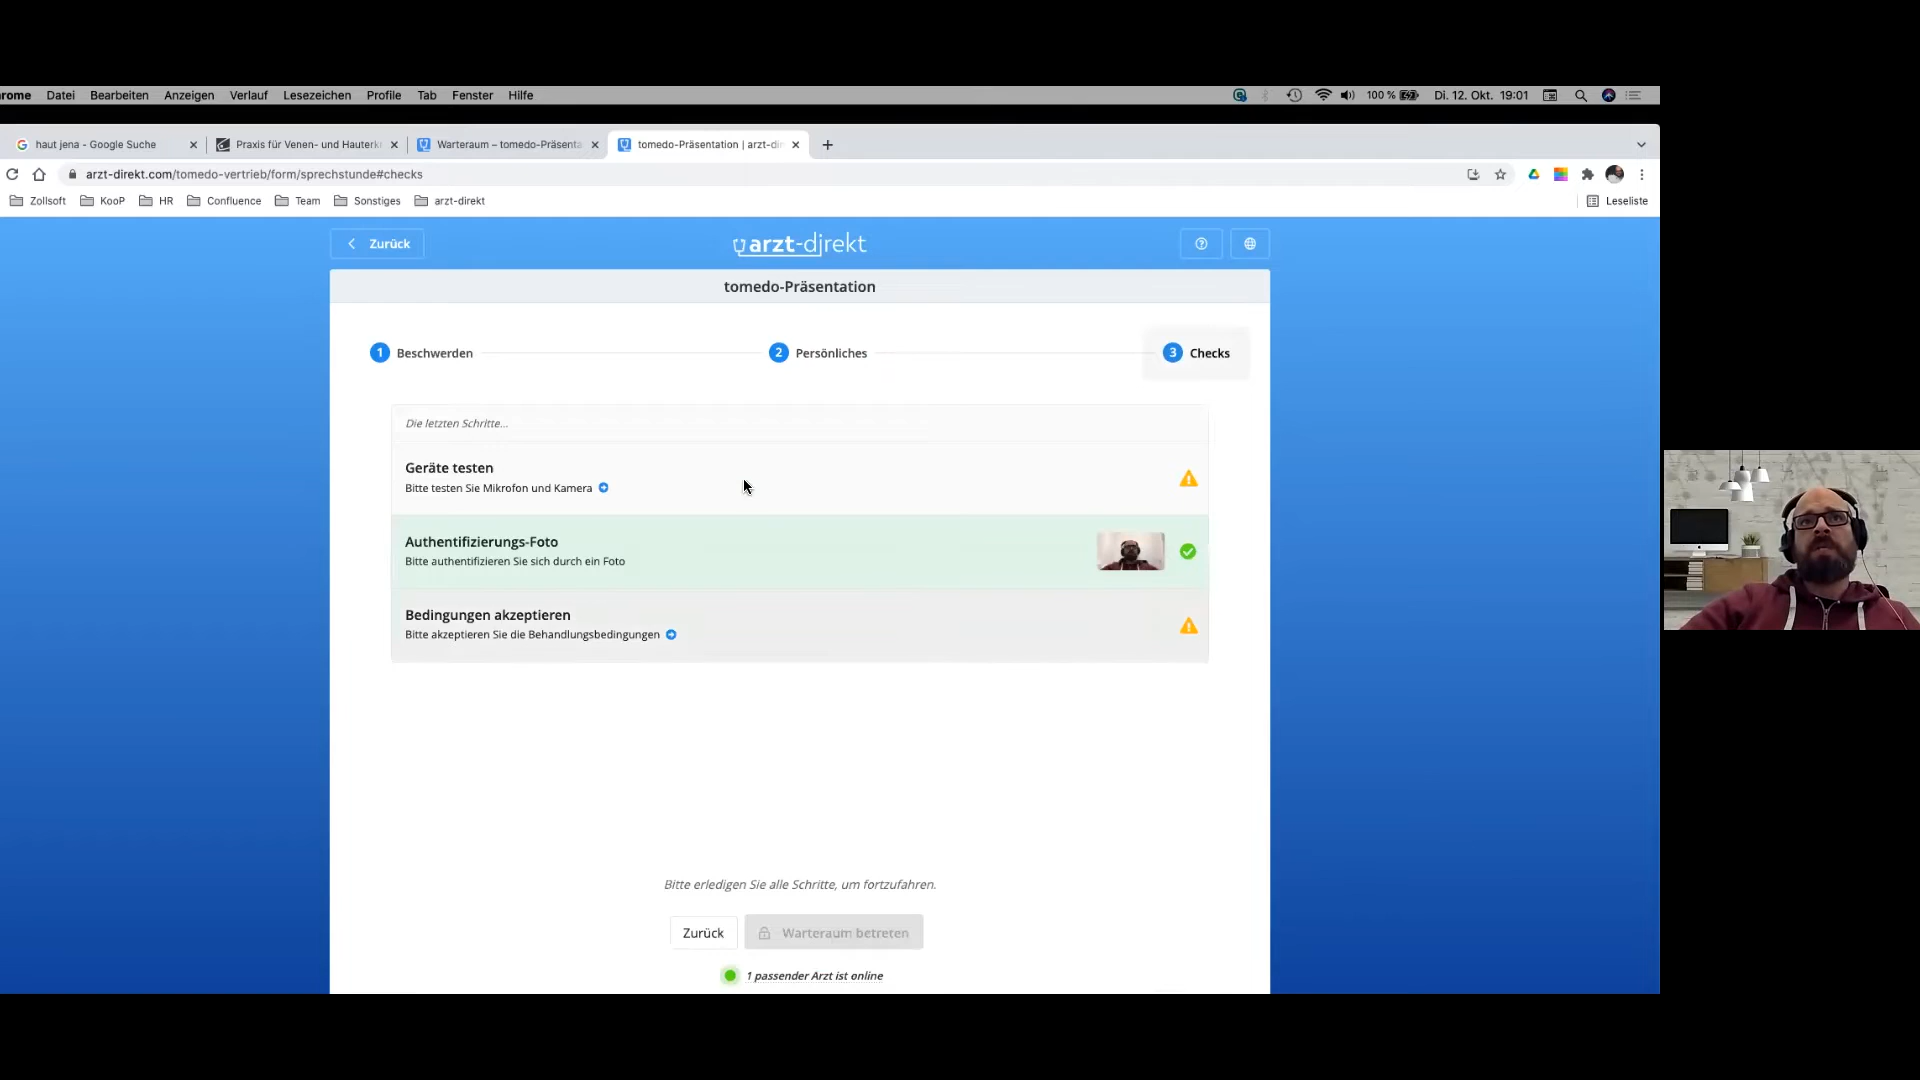 rome Datei Bearbeiten Anzeigen Verlauf Lesezeichen Profile Tab Fenster Hilfe 100 % Di. 12. Okt. 19:01
haut jena - Google Suche Praxis für Venen- und Hauterk Warteraum – tomedo-Präsenta tomedo-Präsentation | arzt-di
arzt-direkt.com/tomedo-vertrieb/form/sprechstunde#checks
Zollsoft KooP HR Confluence Team Sonstiges arzt-direkt Leseliste
Zurück arzt-direkt
tomedo-Präsentation
1 Beschwerden 2 Persönliches 3 Checks
Die letzten Schritte...
Geräte testen
Bitte testen Sie Mikrofon und Kamera
Authentifizierungs-Foto
Bitte authentifizieren Sie sich durch ein Foto
Bedingungen akzeptieren
Bitte akzeptieren Sie die Behandlungsbedingungen
Bitte erledigen Sie alle Schritte, um fortzufahren.
Zurück Warteraum betreten
1 passender Arzt ist online